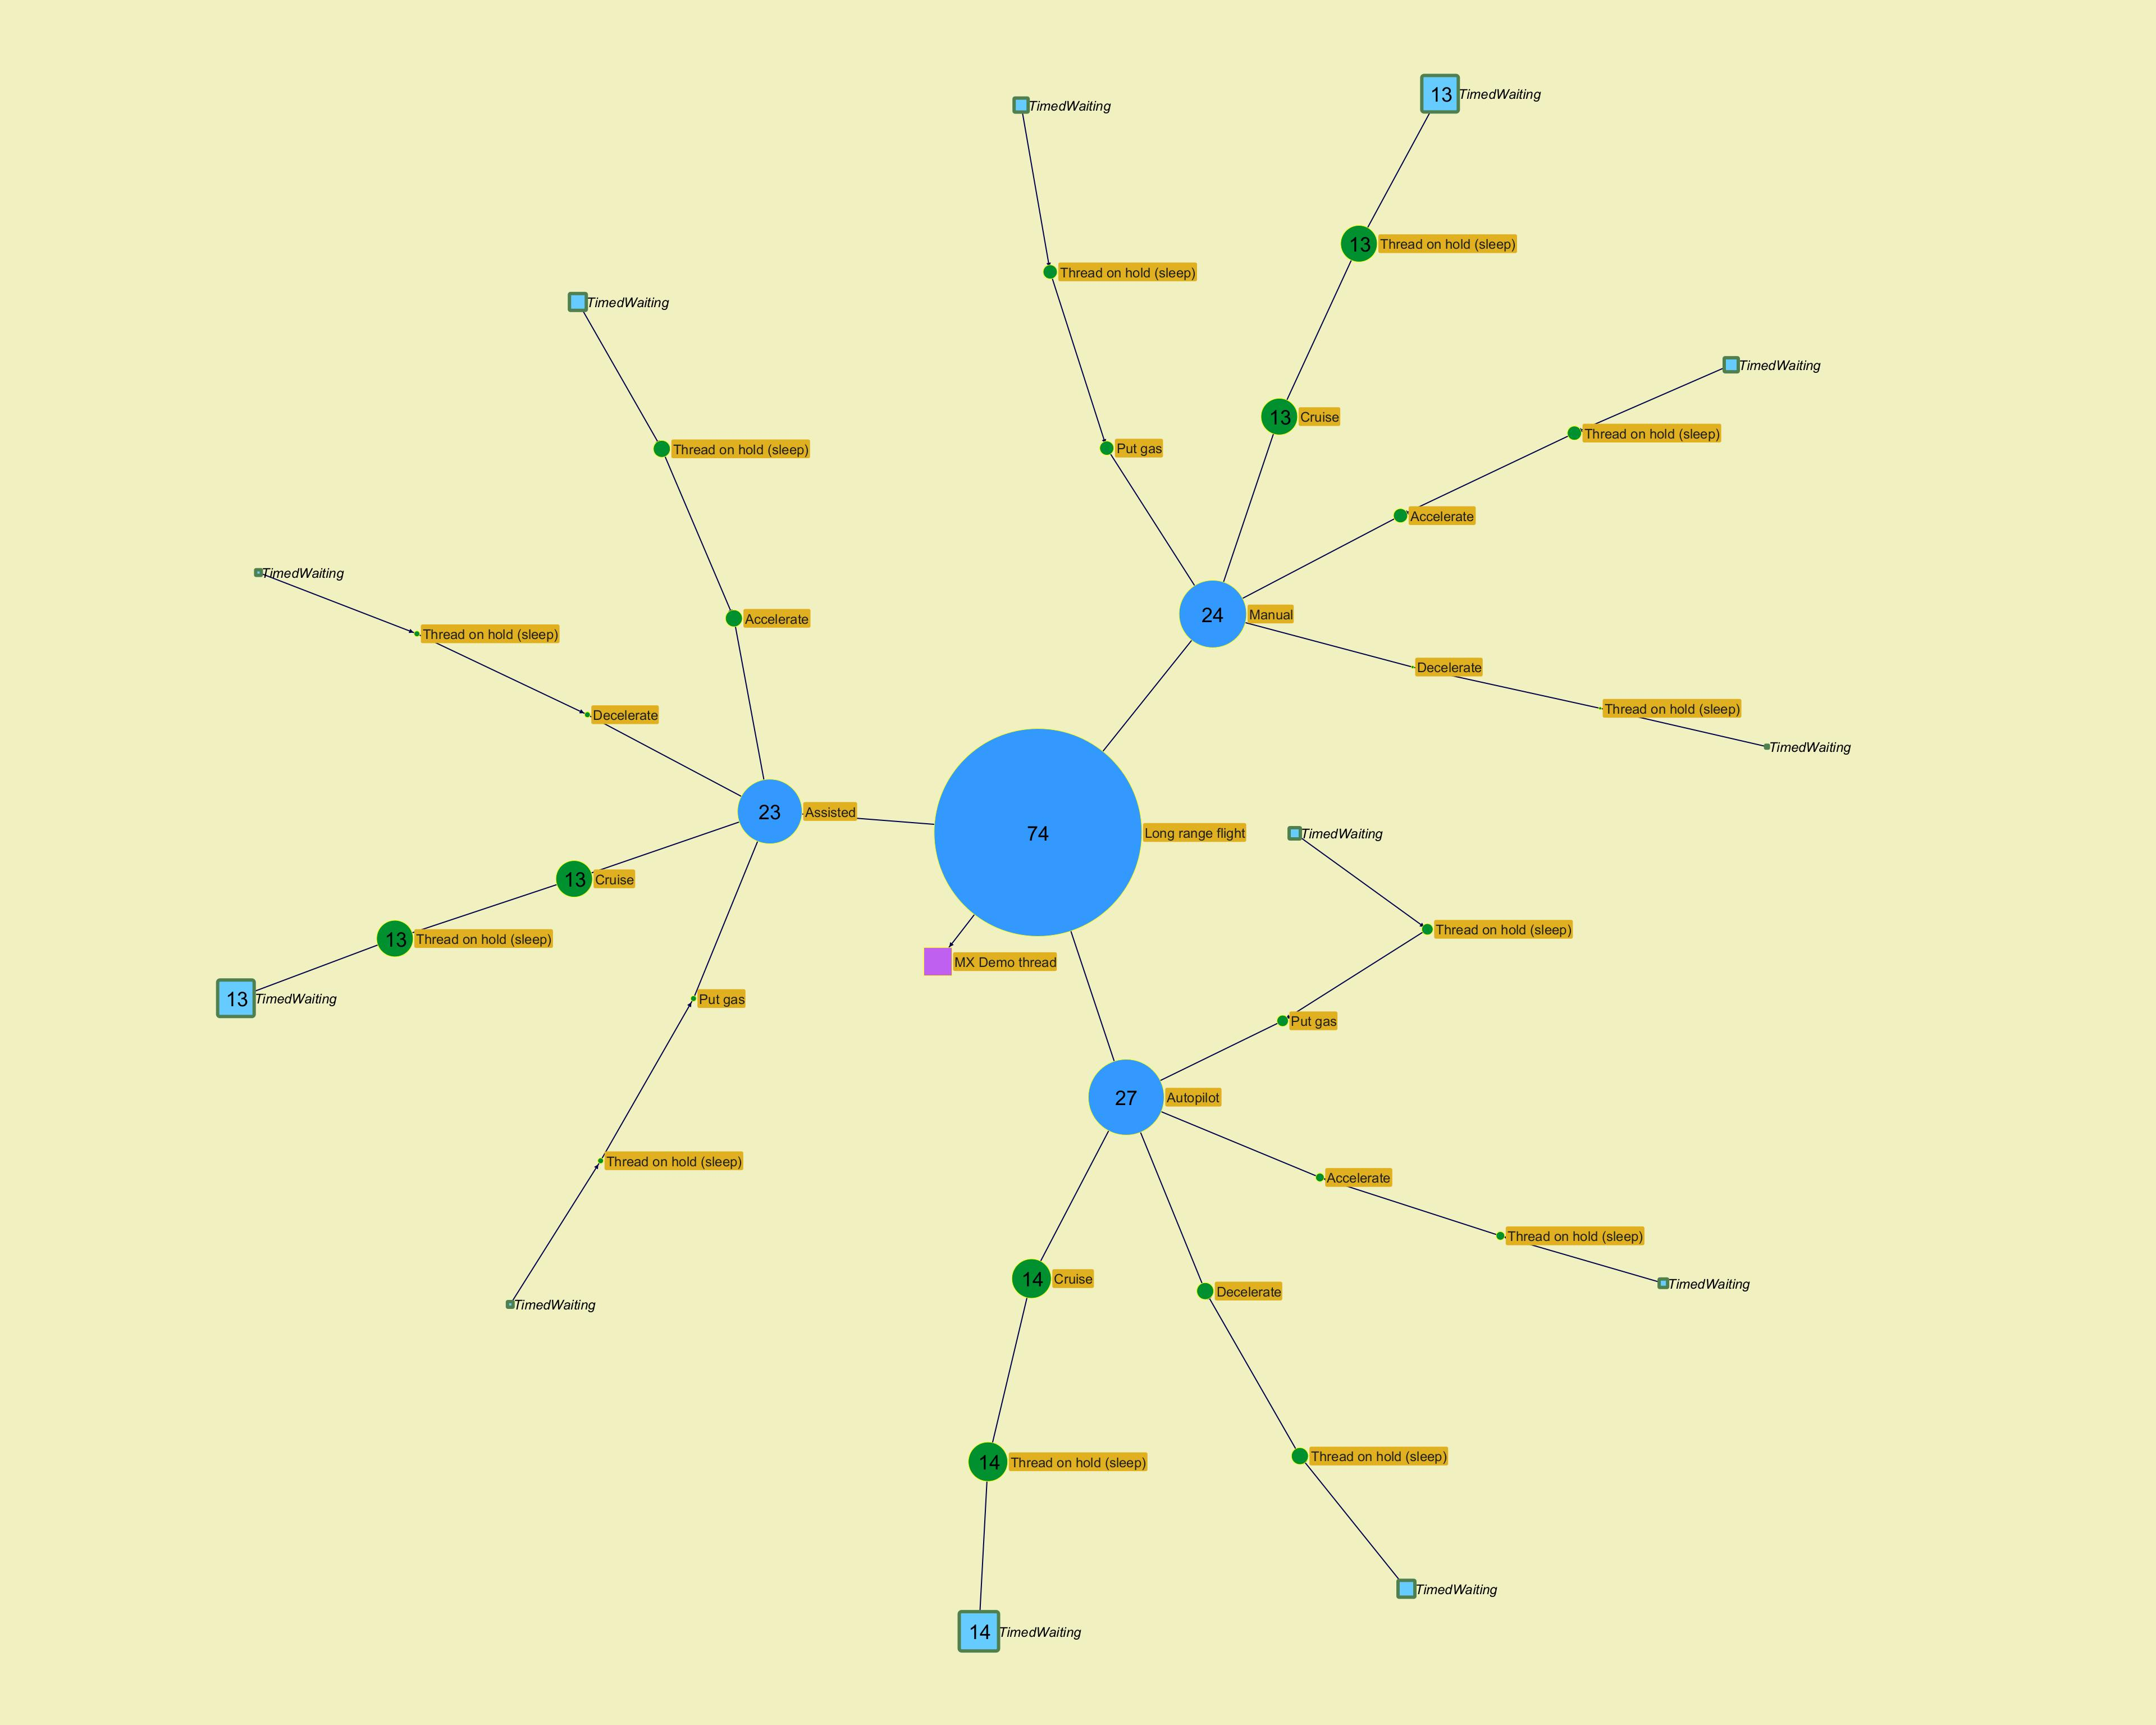 13 TimedWaiting
TimedWaiting
13 Thread on hold (sleep)
Thread on hold (sleep)
TimedWaiting
TimedWaiting
13 Cruise
Thread on hold (sleep)
Put gas
Thread on hold (sleep)
Accelerate
TimedWaiting
24 Manual
Accelerate
Thread on hold (sleep)
Decelerate
Thread on hold (sleep)
Decelerate
TimedWaiting
23 Assisted
74 Long range flight
TimedWaiting
13 Cruise
Thread on hold (sleep)
13 Thread on hold (sleep)
MX Demo thread
13 TimedWaiting
Put gas
Put gas
27 Autopilot
Thread on hold (sleep)
Accelerate
Thread on hold (sleep)
14 Cruise
TimedWaiting
Decelerate
TimedWaiting
Thread on hold (sleep)
14 Thread on hold (sleep)
TimedWaiting
14 TimedWaiting